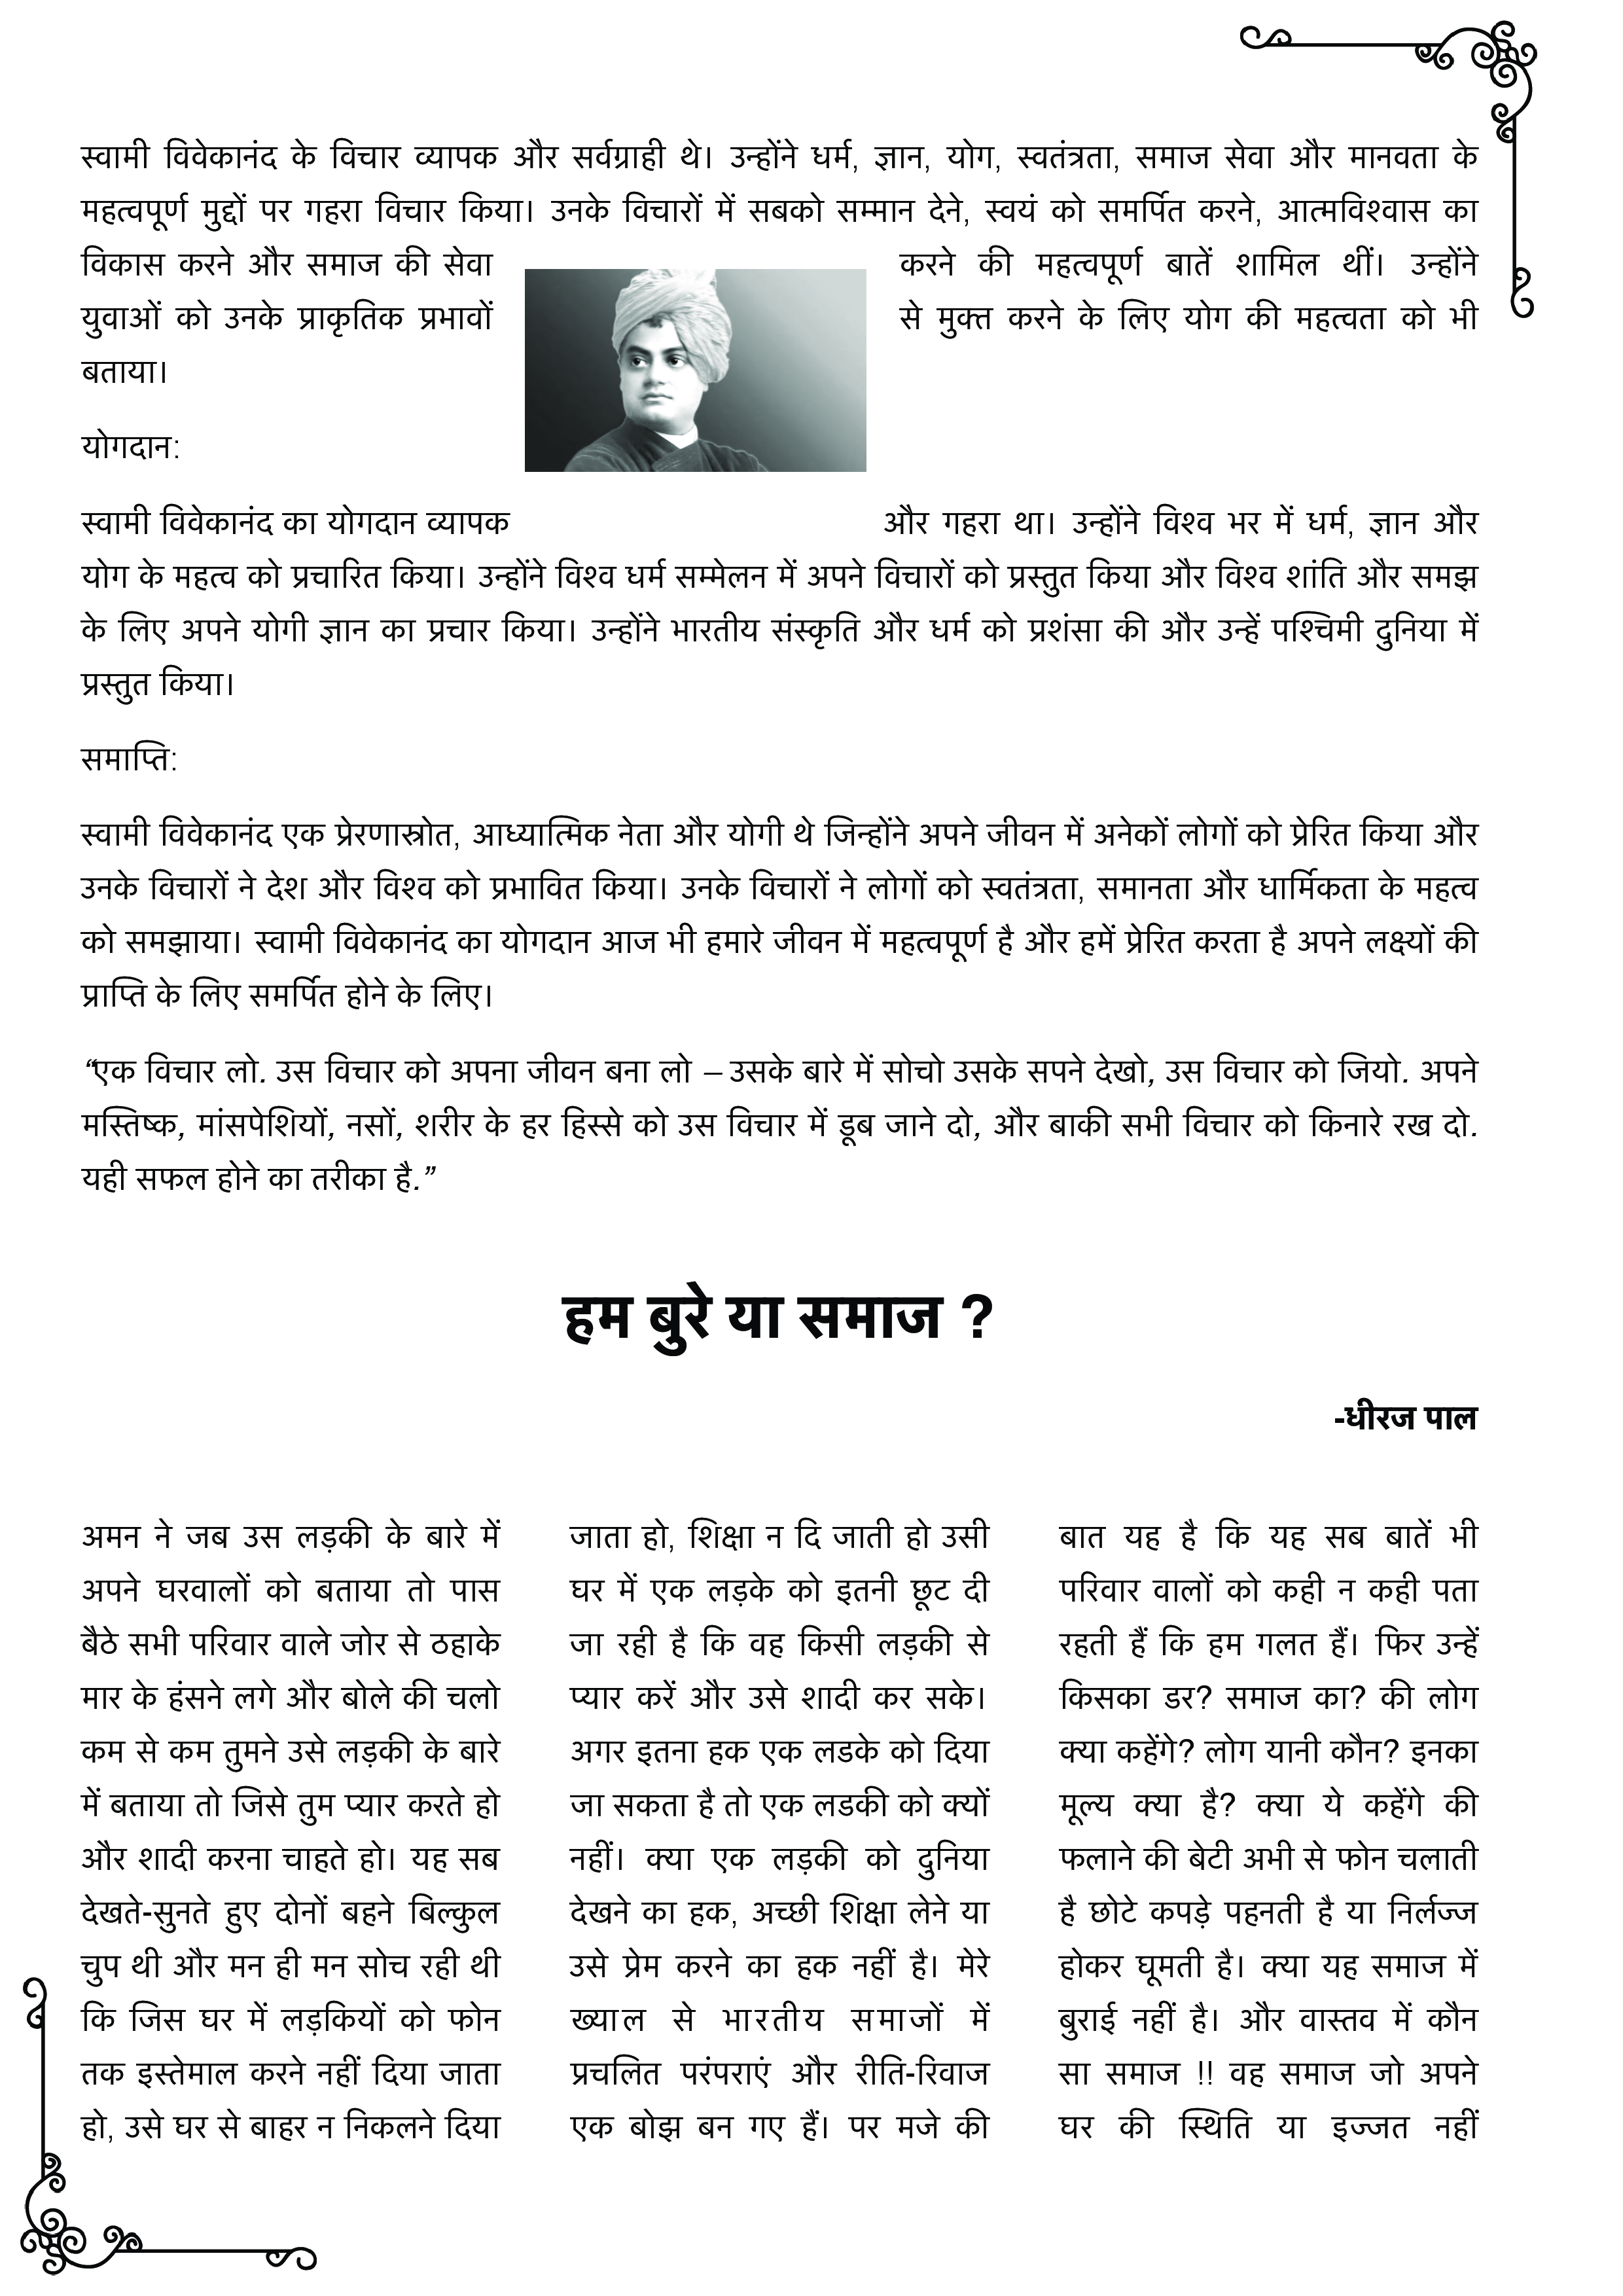 स्वामी विवेकानंद के विचार व्यापक और सर्वग्राही थे। उन्होंने धर्म, ज्ञान, योग, स्वतंत्रता, समाज सेवा और मानवता के
महत्वपूर्ण मुद्दों पर गहरा विचार किया। उनके विचारों में सबको सम्मान देने, स्वयं को समर्पित करने, आत्मविश्वास का
विकास करने और समाज की सेवा करने की महत्वपूर्ण बातें शामिल थीं। उन्होंने
युवाओं को उनके प्राकृतिक प्रभावों से मुक्त करने के लिए योग की महत्वता को भी
बताया।
योगदान:
स्वामी विवेकानंद का योगदान व्यापक और गहरा था। उन्होंने विश्व भर में धर्म, ज्ञान और
योग के महत्व को प्रचारित किया। उन्होंने विश्व धर्म सम्मेलन में अपने विचारों को प्रस्तुत किया और विश्व शांति और समझ
के लिए अपने योगी ज्ञान का प्रचार किया। उन्होंने भारतीय संस्कृति और धर्म को प्रशंसा की और उन्हें पश्चिमी दुनिया में
प्रस्तुत किया।
समाप्ति:
स्वामी विवेकानंद एक प्रेरणास्रोत, आध्यात्मिक नेता और योगी थे जिन्होंने अपने जीवन में अनेकों लोगों को प्रेरित किया और
उनके विचारों ने देश और विश्व को प्रभावित किया। उनके विचारों ने लोगों को स्वतंत्रता, समानता और धार्मिकता के महत्व
को समझाया। स्वामी विवेकानंद का योगदान आज भी हमारे जीवन में महत्वपूर्ण है और हमें प्रेरित करता है अपने लक्ष्यों की
प्राप्ति के लिए समर्पित होने के लिए।
“एक विचार लो. उस विचार को अपना जीवन बना लो – उसके बारे में सोचो उसके सपने देखो, उस विचार को जियो. अपने
मस्तिष्क, मांसपेशियों, नसों, शरीर के हर हिस्से को उस विचार में डूब जाने दो, और बाकी सभी विचार को किनारे रख दो.
यही सफल होने का तरीका है.”
हम बुरे या समाज ?
-धीरज पाल
अमन ने जब उस लड़की के बारे में
अपने घरवालों को बताया तो पास
बैठे सभी परिवार वाले जोर से ठहाके
मार के हंसने लगे और बोले की चलो
कम से कम तुमने उसे लड़की के बारे
में बताया तो जिसे तुम प्यार करते हो
और शादी करना चाहते हो। यह सब
देखते-सुनते हुए दोनों बहने बिल्कुल
चुप थी और मन ही मन सोच रही थी
कि जिस घर में लड़कियों को फोन
तक इस्तेमाल करने नहीं दिया जाता
हो, उसे घर से बाहर न निकलने दिया
जाता हो, शिक्षा न दि जाती हो उसी
घर में एक लड़के को इतनी छूट दी
जा रही है कि वह किसी लड़की से
प्यार करें और उसे शादी कर सके।
अगर इतना हक एक लडके को दिया
जा सकता है तो एक लडकी को क्यों
नहीं। क्या एक लड़की को दुनिया
देखने का हक, अच्छी शिक्षा लेने या
उसे प्रेम करने का हक नहीं है। मेरे
ख्याल से भारतीय समाजों में
प्रचलित परंपराएं और रीति-रिवाज
एक बोझ बन गए हैं। पर मजे की
बात यह है कि यह सब बातें भी
परिवार वालों को कही न कही पता
रहती हैं कि हम गलत हैं। फिर उन्हें
किसका डर? समाज का? की लोग
क्या कहेंगे? लोग यानी कौन? इनका
मूल्य क्या है? क्या ये कहेंगे की
फलाने की बेटी अभी से फोन चलाती
है छोटे कपड़े पहनती है या निर्लज्ज
होकर घूमती है। क्या यह समाज में
बुराई नहीं है। और वास्तव में कौन
सा समाज !! वह समाज जो अपने
घर की स्थिति या इज्जत नहीं